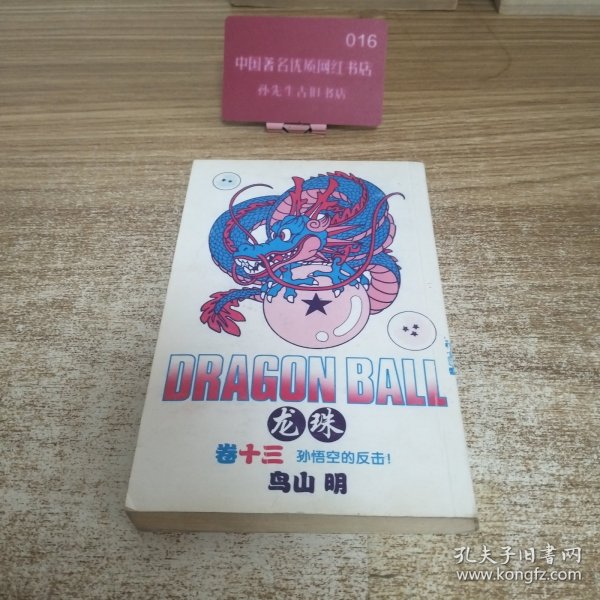 016
中国著名优质网红书店
孙先生古旧书店
DRAGON BALL
龙珠
卷十三 孙悟空的反击!
鸟山明
孔夫子旧书网
www.kongfz.com